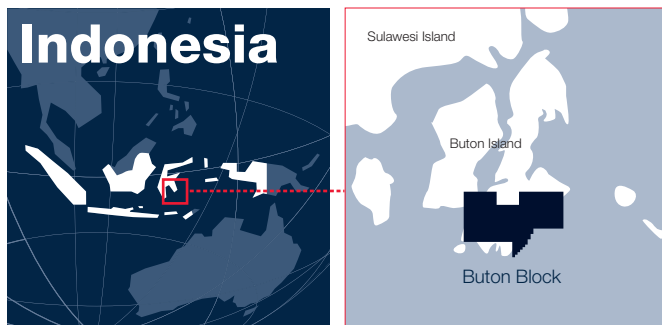 Indonesia
Sulawesi Island
Buton Island
Buton Block